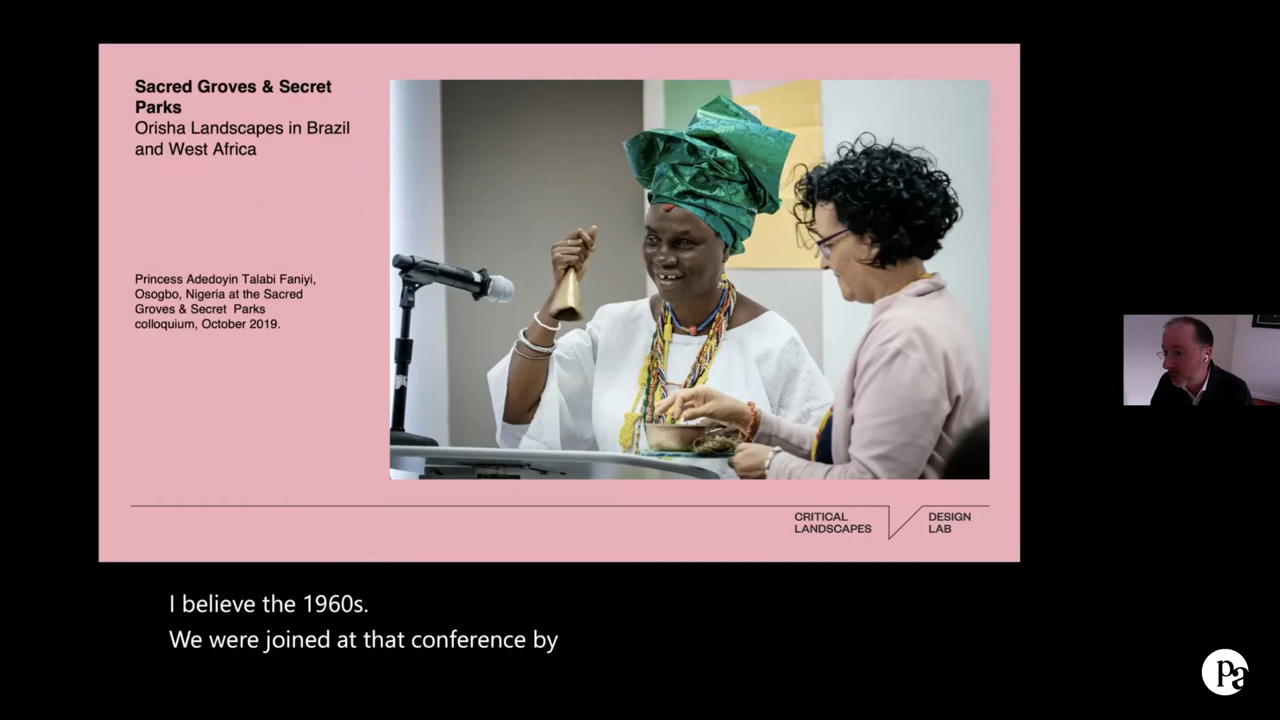 Sacred Groves & Secret
Parks
Orisha Landscapes in Brazil
and West Africa
Princess Adedoyin Talabi Faniyi,
Osogbo, Nigeria at the Sacred
Groves & Secret Parks
colloquium, October 2019.
CRITICAL
LANDSCAPES
DESIGN
LAB
I believe the 1960s.
We were joined at that conference by
Pa